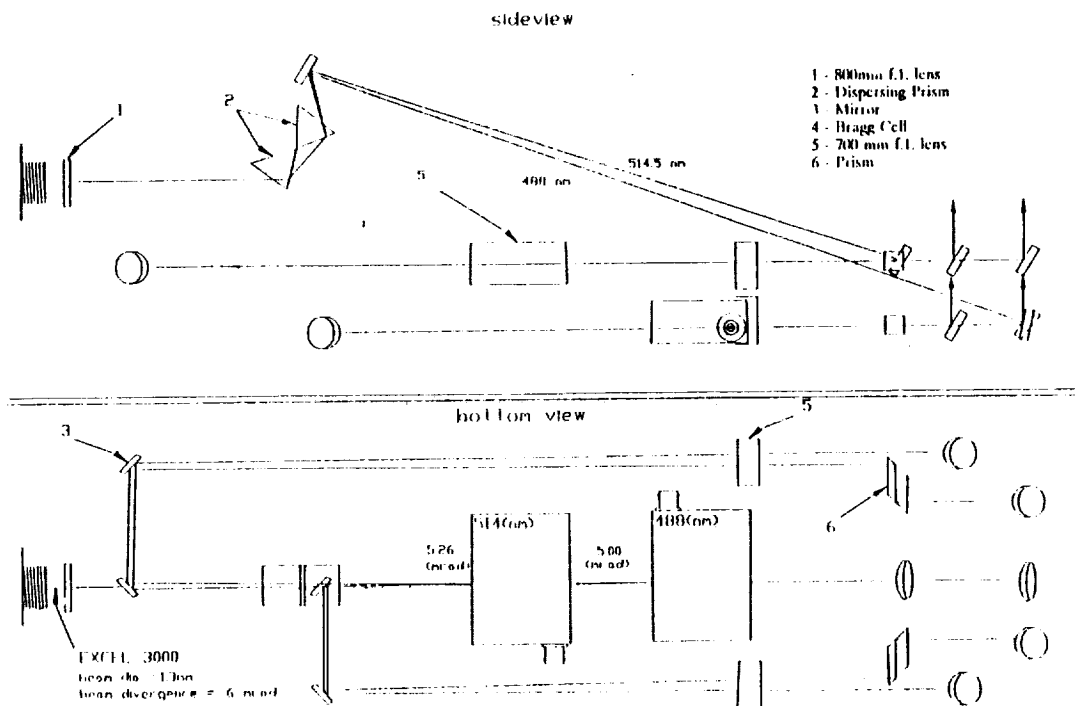 sideview
1 - 800mm f.l. lens
2 - Dispersing Prism
3 - Mirror
4 - Bragg Cell
5 - 700 mm f.l. lens
6 - Prism
1
2
5
514.5 nm
488 nm
bottom view
3
5
514(nm)
488(nm)
6
5.26
(mrad)
5.00
(mrad)
EXCEL 3000
beam dia
beam divergence = .6 mrad